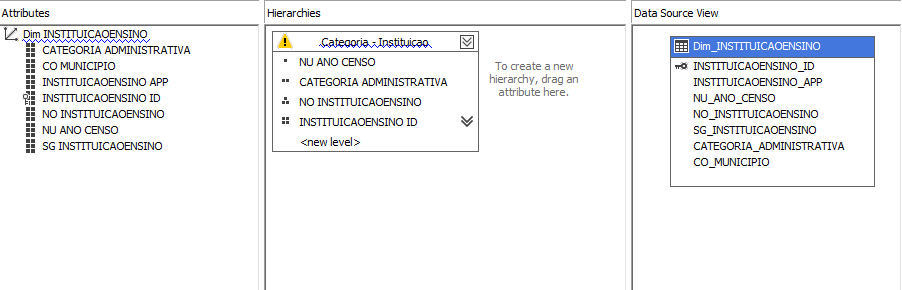 Attributes
Dim INSTITUICAOENSINO
CATEGORIA ADMINISTRATIVA
CO MUNICIPIO
INSTITUICAOENSINO APP
INSTITUICAOENSINO ID
NO INSTITUICAOENSINO
NU ANO CENSO
SG INSTITUICAOENSINO
Hierarchies
Categoria - Instituicao
NU ANO CENSO
CATEGORIA ADMINISTRATIVA
NO INSTITUICAOENSINO
INSTITUICAOENSINO ID
<new level>
To create a new
hierarchy, drag an
attribute here.
Data Source View
Dim_INSTITUICAOENSINO
INSTITUICAOENSINO_ID
INSTITUICAOENSINO_APP
NU_ANO_CENSO
NO_INSTITUICAOENSINO
SG_INSTITUICAOENSINO
CATEGORIA_ADMINISTRATIVA
CO_MUNICIPIO